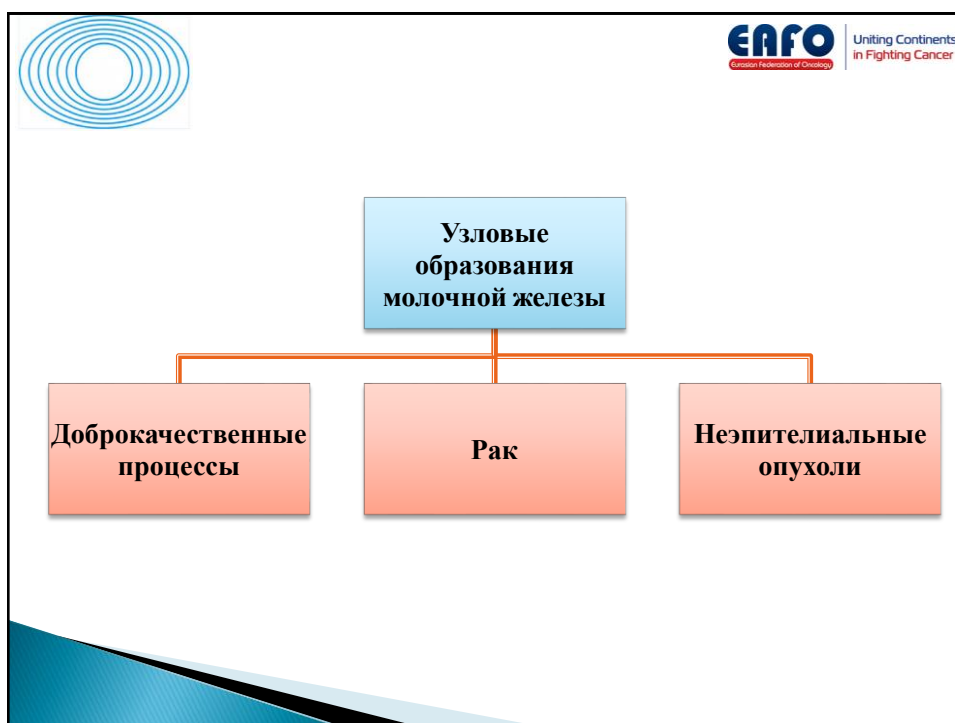 EAFO
Eurasian Federation of Oncology
Uniting Continents
in Fighting Cancer
Узловые
образования
молочной железы
Доброкачественные
процессы
Рак
Неэпителиальные
опухоли